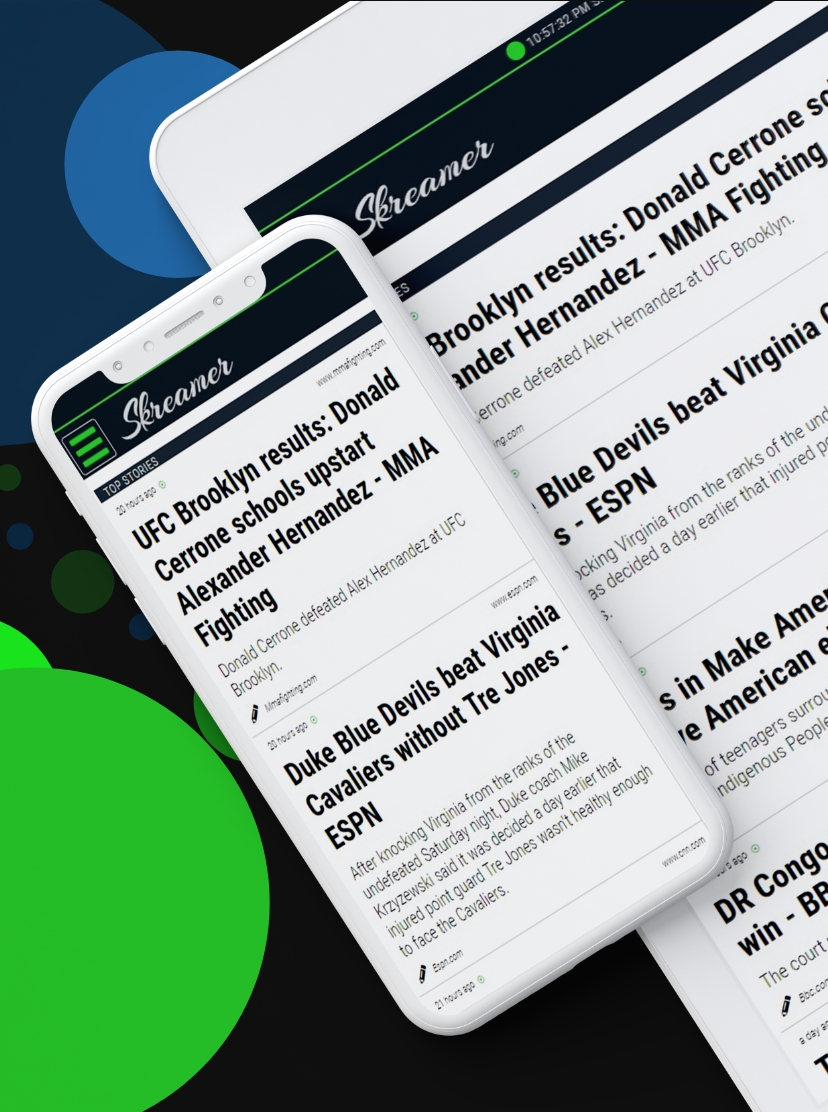 10:57:32 PM
Skreamer
Brooklyn results: Donald Cerrone
ander Hernandez - MMA Fighting
errone defeated Alex Hernandez at UFC Brooklyn.
ing.com
Blue Devils beat Virginia
s - ESPN
ocking Virginia from the ranks of the
as decided a day earlier that injured
s in Make
ve American
of teenagers
ndigenous People
ago
DR Congo
win - BB
The court
Bbc.com
a day
Skreamer
TOP STORIES
www.mmafighting.com
20 hours ago
UFC Brooklyn results: Donald
Cerrone schools upstart
Alexander Hernandez - MMA
Fighting
Donald Cerrone defeated Alex Hernandez at UFC
Brooklyn.
Mmafighting.com
www.espn.com
20 hours ago
Duke Blue Devils beat Virginia
Cavaliers without Tre Jones -
ESPN
After knocking Virginia from the ranks of the
undefeated Saturday night, Duke coach Mike
Krzyzewski said it was decided a day earlier that
injured point guard Tre Jones wasn't healthy enough
to face the Cavaliers.
Espn.com
www.cnn.com
21 hours ago